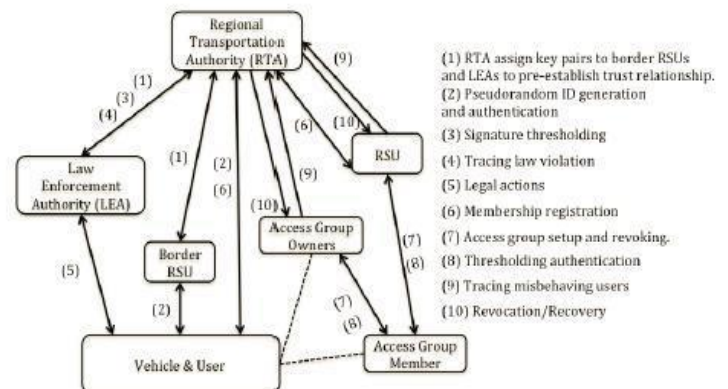 Regional
Transportation
Authority (RTA)
(9)
(1)
(3)
(4)
(6)
(10)
RSU
(1)
(2)
(6)
(9)
(10)
Law
Enforcement
Authority (LEA)
Access Group
Owners
Border
RSU
(5)
(2)
(7)
(8)
(7)
(8)
Vehicle & User
Access Group
Member
(1) RTA assign key pairs to border RSUs
and LEAs to pre-establish trust relationship.
(2) Pseudorandom ID generation
and authentication
(3) Signature thresholding
(4) Tracing law violation
(5) Legal actions
(6) Membership registration
(7) Access group setup and revoking.
(8) Thresholding authentication
(9) Tracing misbehaving users
(10) Revocation/Recovery